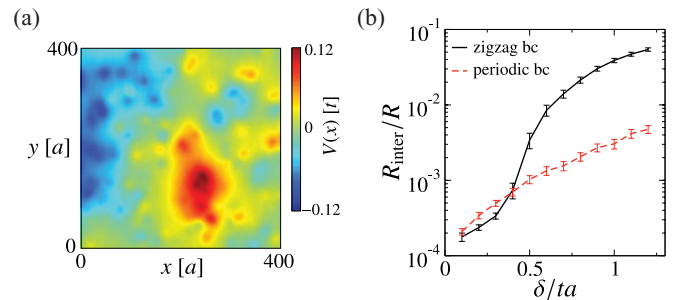 (a)
400
y [a]
0
0
x [a]
400
0.12
0
−0.12
V(x) [t]
(b)
10^-1
10^-2
10^-3
10^-4
R_inter/R
zigzag bc
periodic bc
0
0.5
1
δ/ta